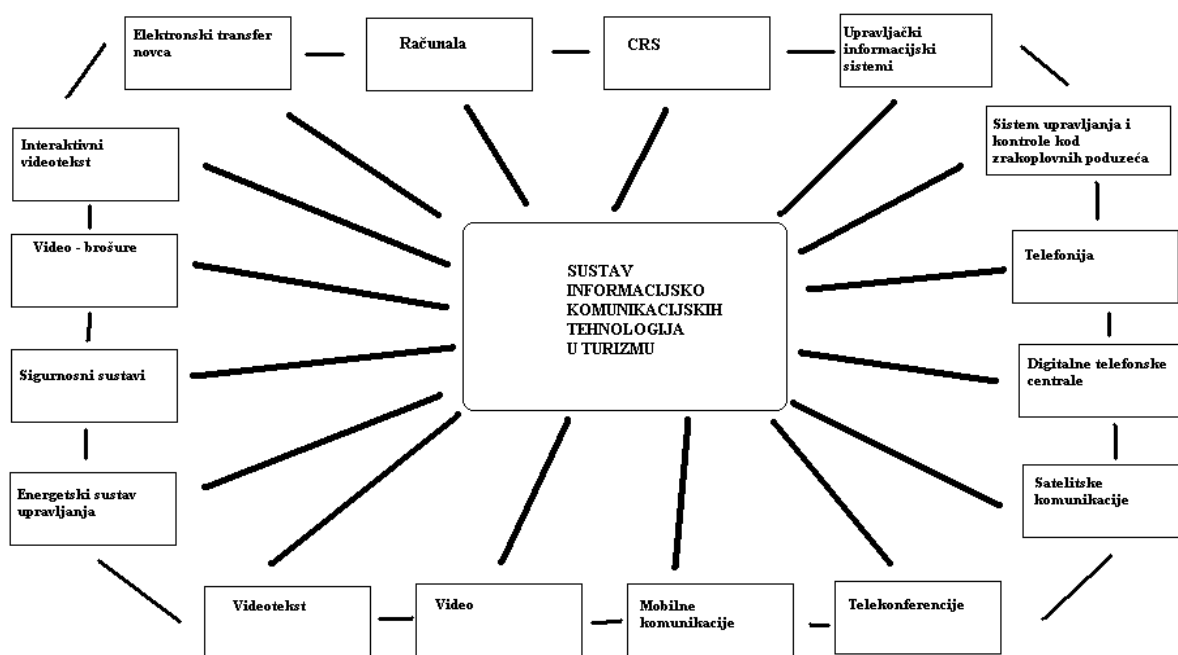 Elektronski transfer
novca
Računala
CRS
Upravljački
informacijski
sistemi
Sistem upravljanja i
kontrole kod
zrakoplovnih poduzeća
Telefonija
Digitalne telefonske
centrale
Satelitske
komunikacije
Telekonferencije
Mobilne
komunikacije
Video
Videotekst
Energetski sustav
upravljanja
Sigurnosni sustavi
Video - brošure
Interaktivni
videotekst
SUSTAV
INFORMACIJSKO
KOMUNIKACIJSKIH
TEHNOLOGIJA
U TURIZMU